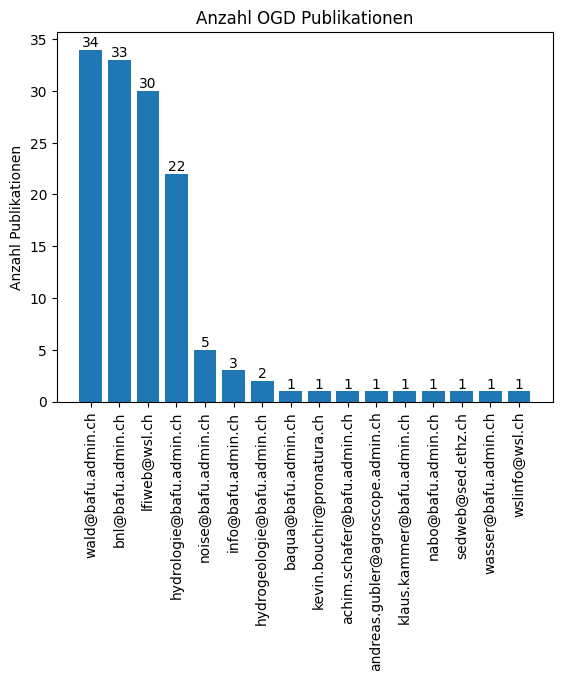 Anzahl OGD Publikationen
Anzahl Publikationen
35
30
25
20
15
10
5
0
34
33
30
22
5
3
2
1
1
1
1
1
1
1
1
1
wald@bafu.admin.ch
bnl@bafu.admin.ch
lfiweb@wsl.ch
hydrologie@bafu.admin.ch
noise@bafu.admin.ch
info@bafu.admin.ch
hydrogeologie@bafu.admin.ch
baqua@bafu.admin.ch
kevin.bouchir@pronatura.ch
achim.schafer@bafu.admin.ch
andreas.gubler@agroscope.admin.ch
klaus.kammer@bafu.admin.ch
nabo@bafu.admin.ch
sedweb@sed.ethz.ch
wasser@bafu.admin.ch
wslinfo@wsl.ch